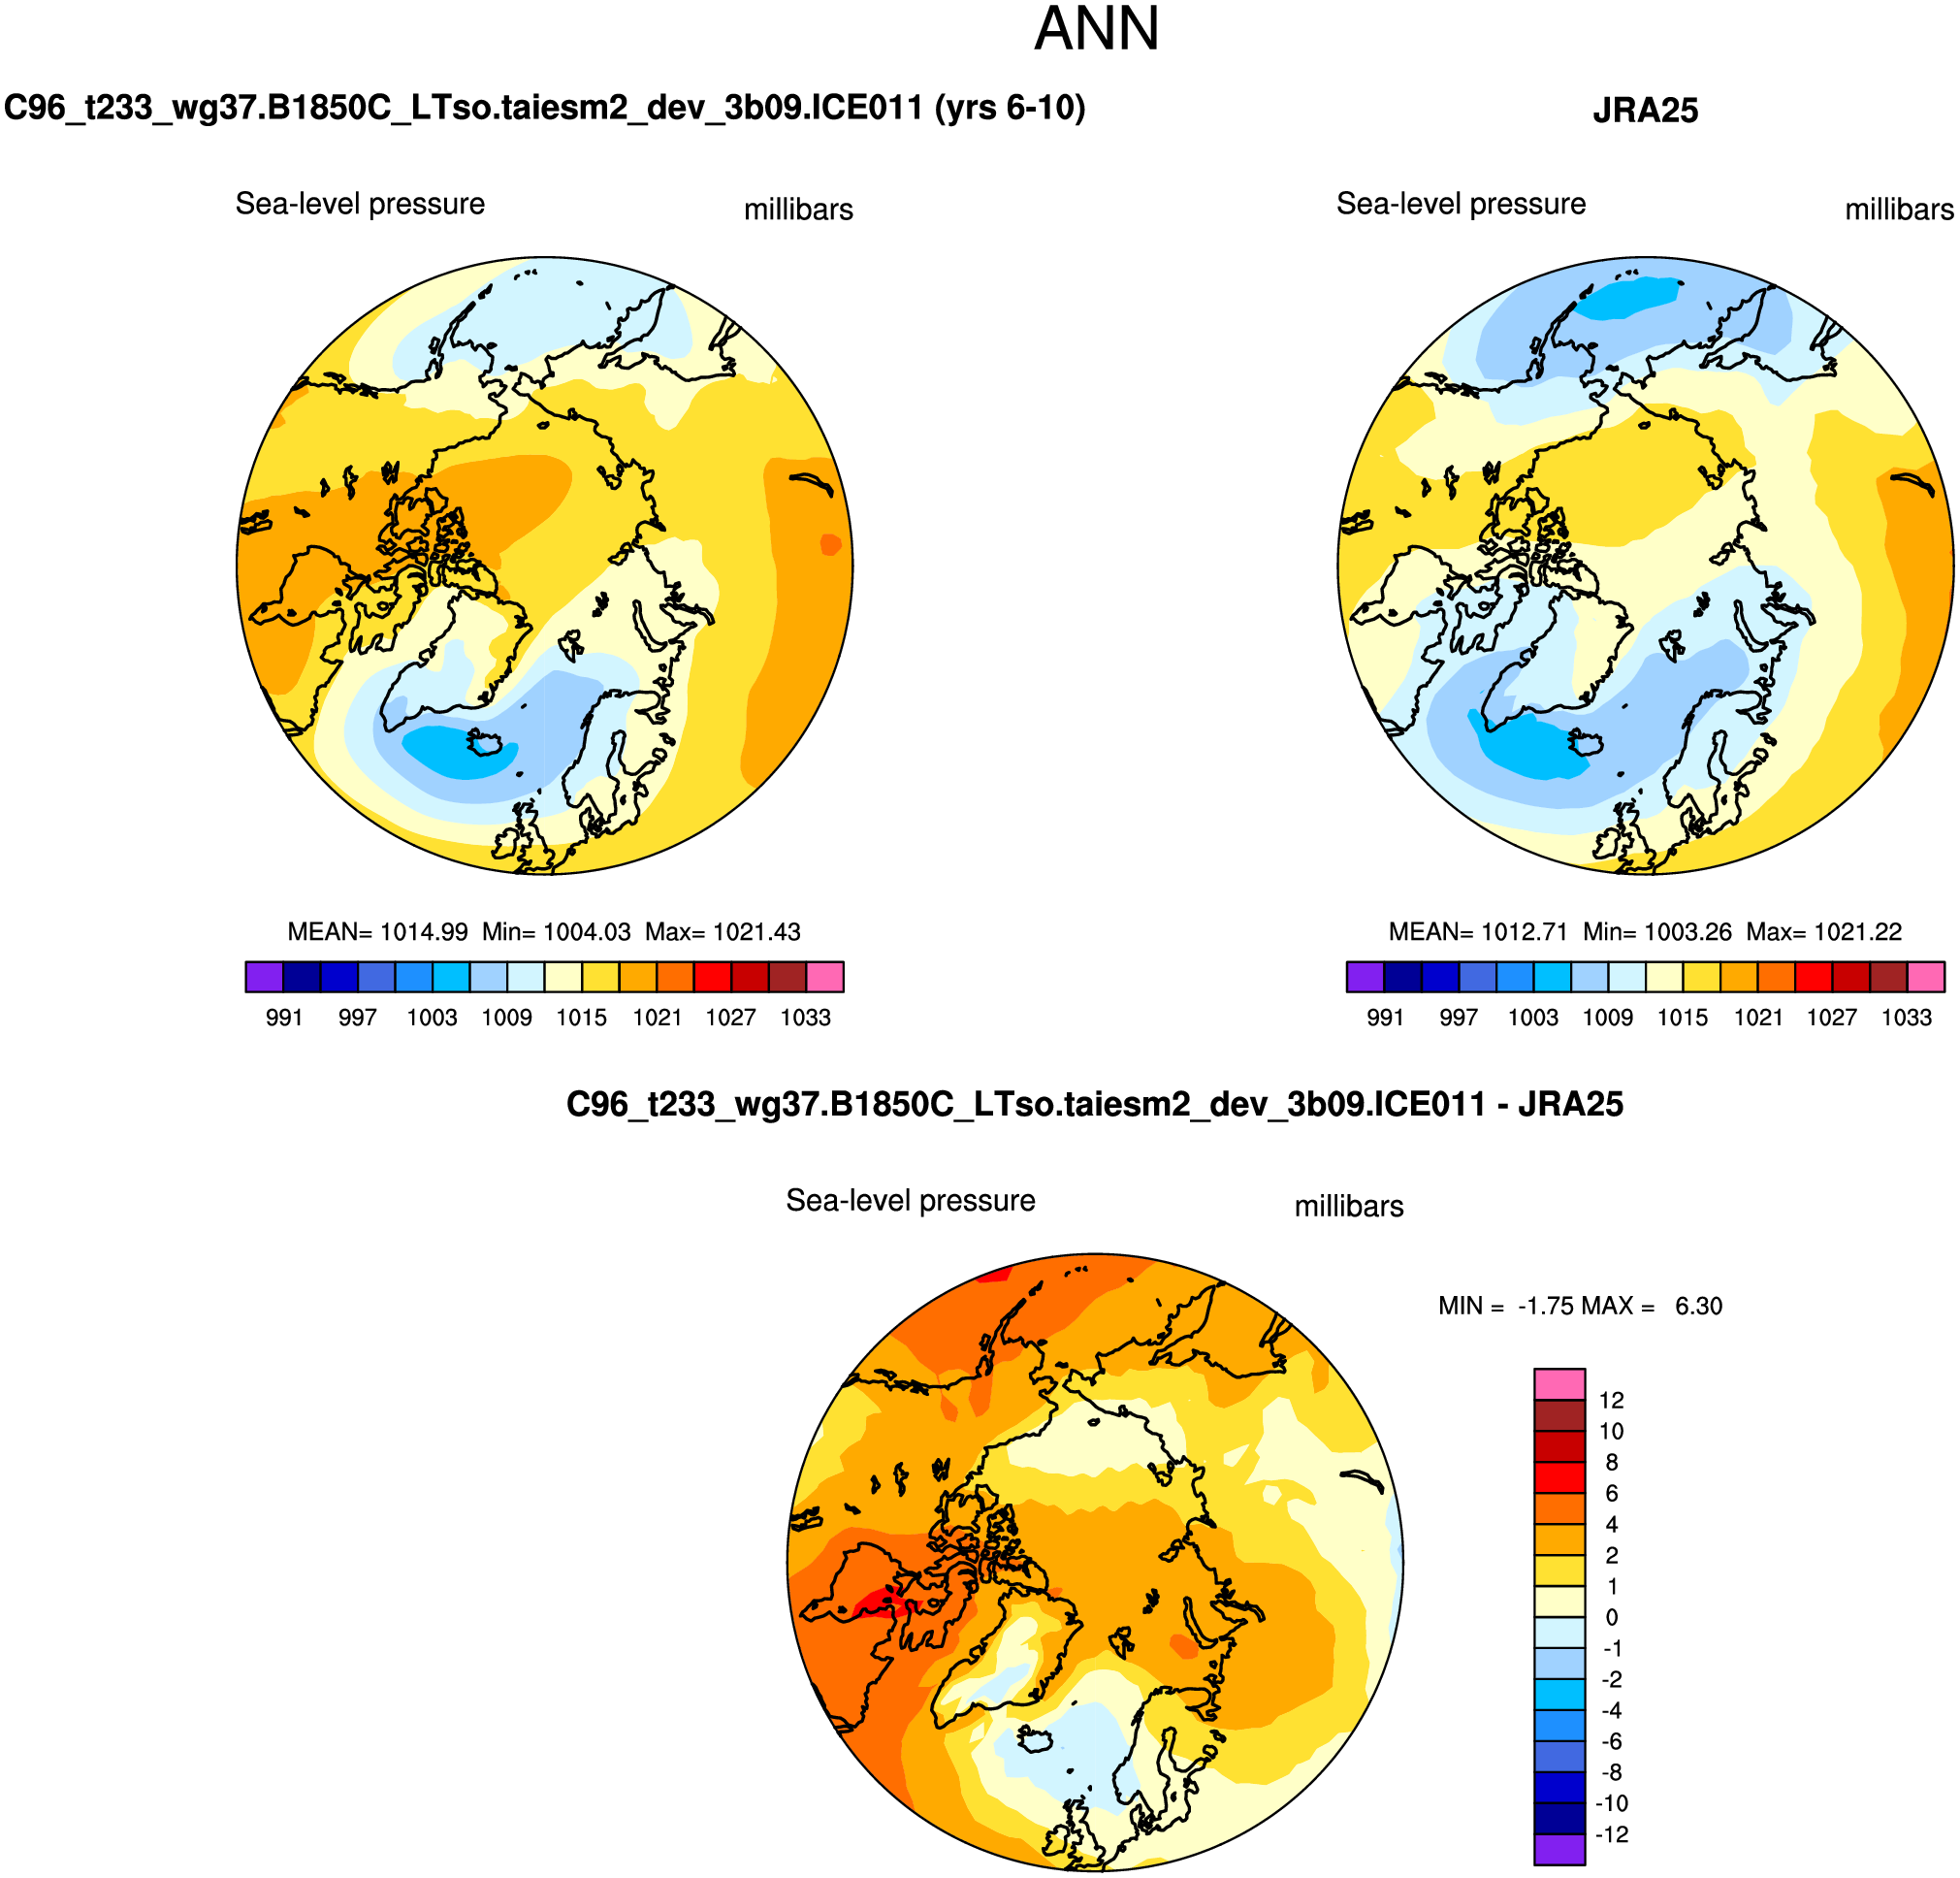 ANN
C96_t233_wg37.B1850C_LTso.taiesm2_dev_3b09.ICE011 (yrs 6-10)
JRA25
Sea-level pressure millibars
Sea-level pressure millibars
MEAN= 1014.99 Min= 1004.03 Max= 1021.43
MEAN= 1012.71 Min= 1003.26 Max= 1021.22
991 997 1003 1009 1015 1021 1027 1033
991 997 1003 1009 1015 1021 1027 1033
C96_t233_wg37.B1850C_LTso.taiesm2_dev_3b09.ICE011 - JRA25
Sea-level pressure millibars
MIN = -1.75 MAX = 6.30
12
10
8
6
4
2
1
0
-1
-2
-4
-6
-8
-10
-12